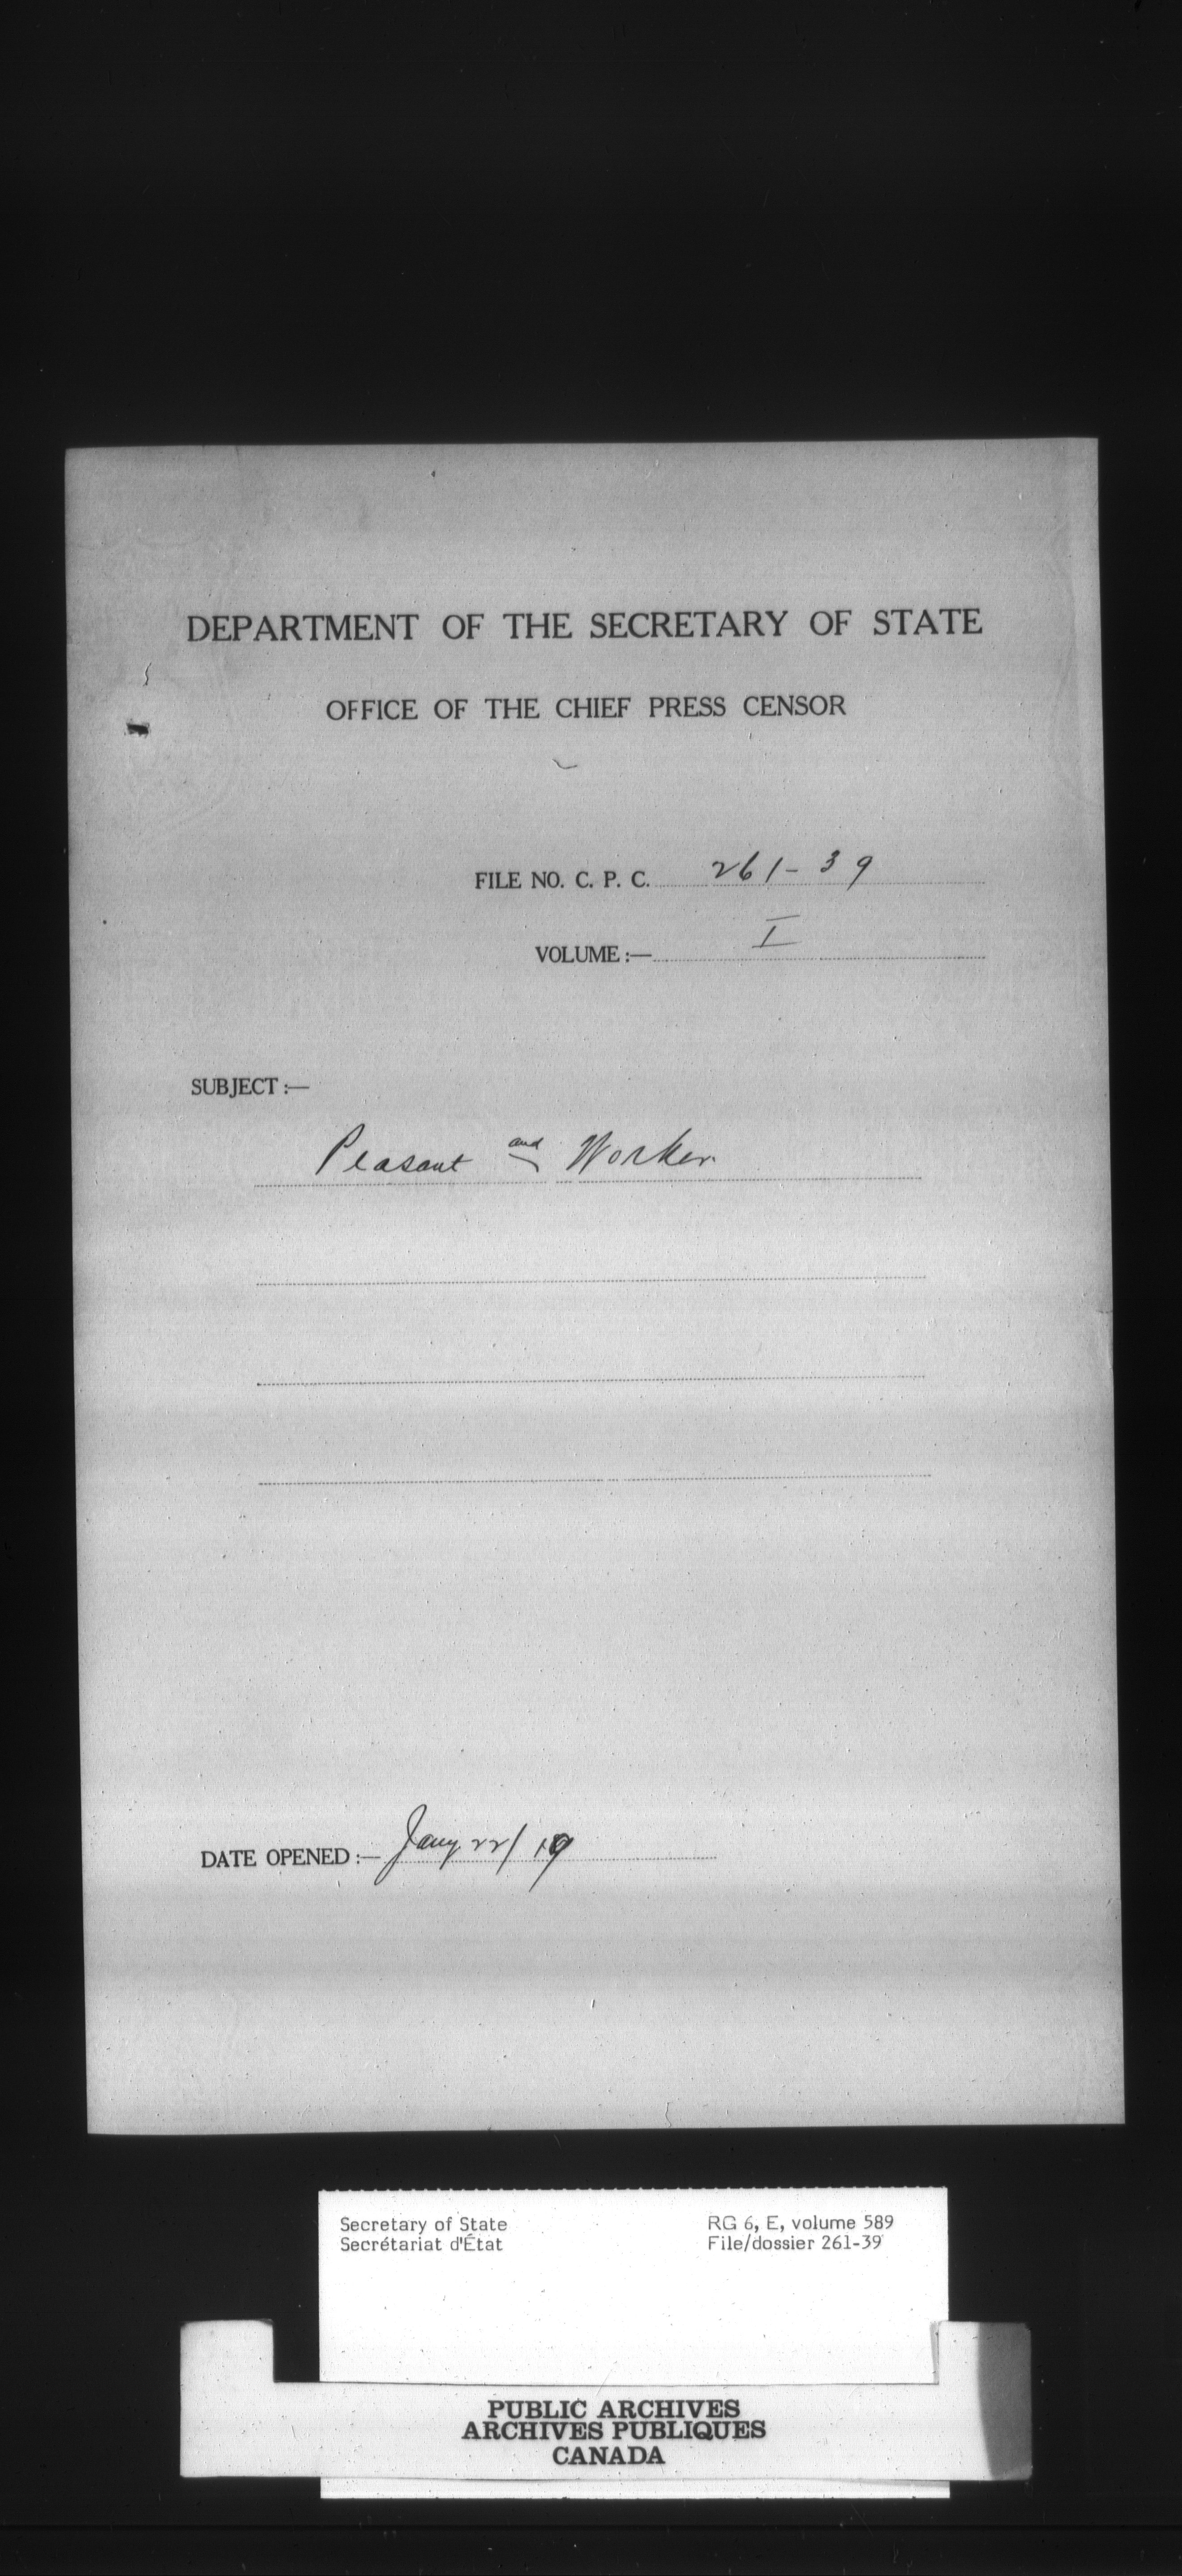 DEPARTMENT OF THE SECRETARY OF STATE
OFFICE OF THE CHIEF PRESS CENSOR
FILE NO. C. P. C. 261-39
VOLUME :— I
SUBJECT :—
Peasant and Worker
DATE OPENED :— Jany 22/19
Secretary of State
Secrétariat d'État
RG 6, E, volume 589
File/dossier 261-39
PUBLIC ARCHIVES
ARCHIVES PUBLIQUES
CANADA